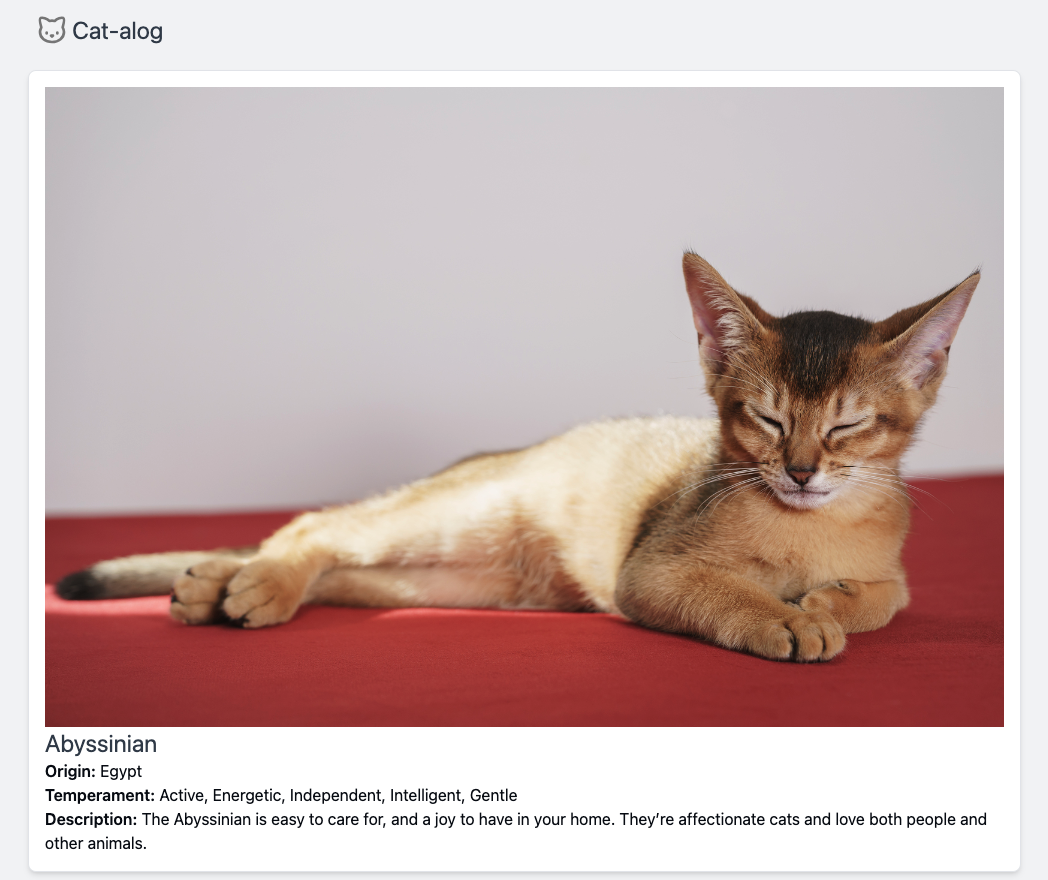 Cat-alog
Abyssinian
Origin: Egypt
Temperament: Active, Energetic, Independent, Intelligent, Gentle
Description: The Abyssinian is easy to care for, and a joy to have in your home. They’re affectionate cats and love both people and
other animals.